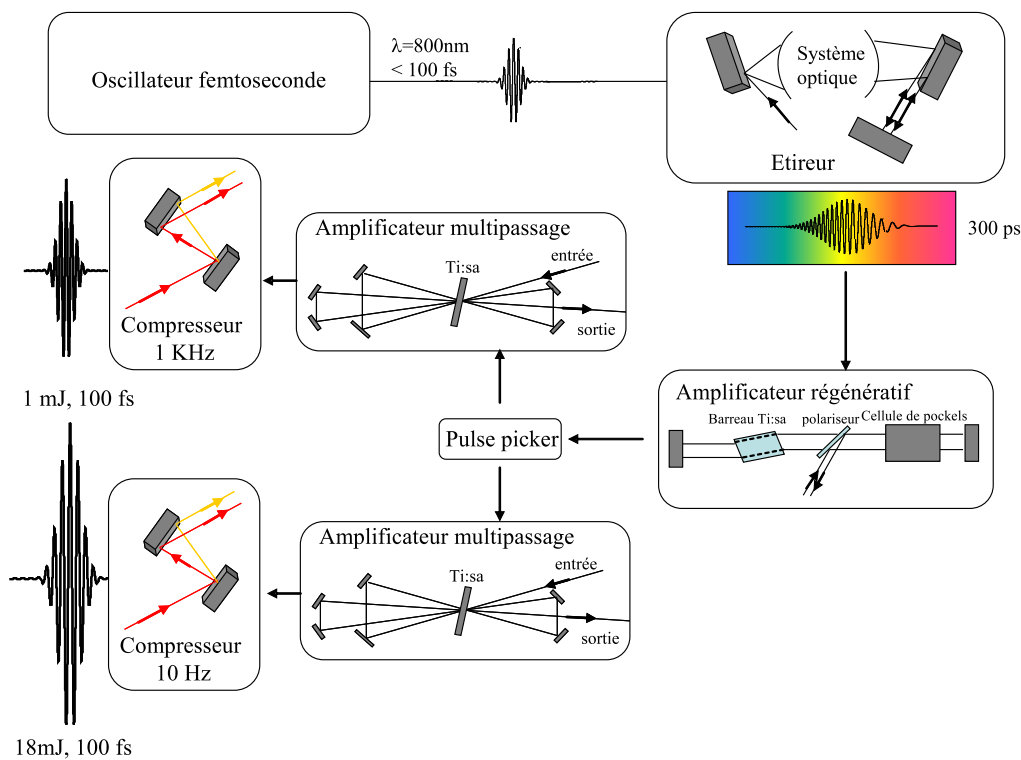 Oscillateur femtoseconde
λ=800nm
< 100 fs
Système
optique
Etireur
300 ps
Amplificateur multipassage
Ti:sa
entrée
sortie
Compresseur
1 KHz
1 mJ, 100 fs
Amplificateur régénératif
Barreau Ti:sa
polariseur
Cellule de pockels
Pulse picker
Amplificateur multipassage
Ti:sa
entrée
sortie
Compresseur
10 Hz
18mJ, 100 fs